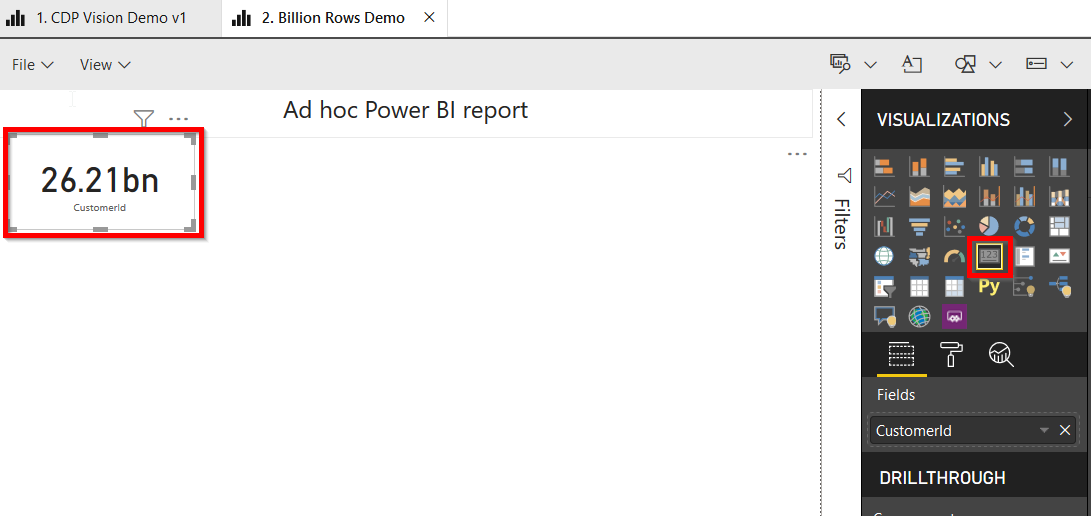 1. CDP Vision Demo v1
2. Billion Rows Demo
File
View
Ad hoc Power BI report
26.21bn
CustomerId
Filters
VISUALIZATIONS
123
Py
Fields
CustomerId
DRILLTHROUGH